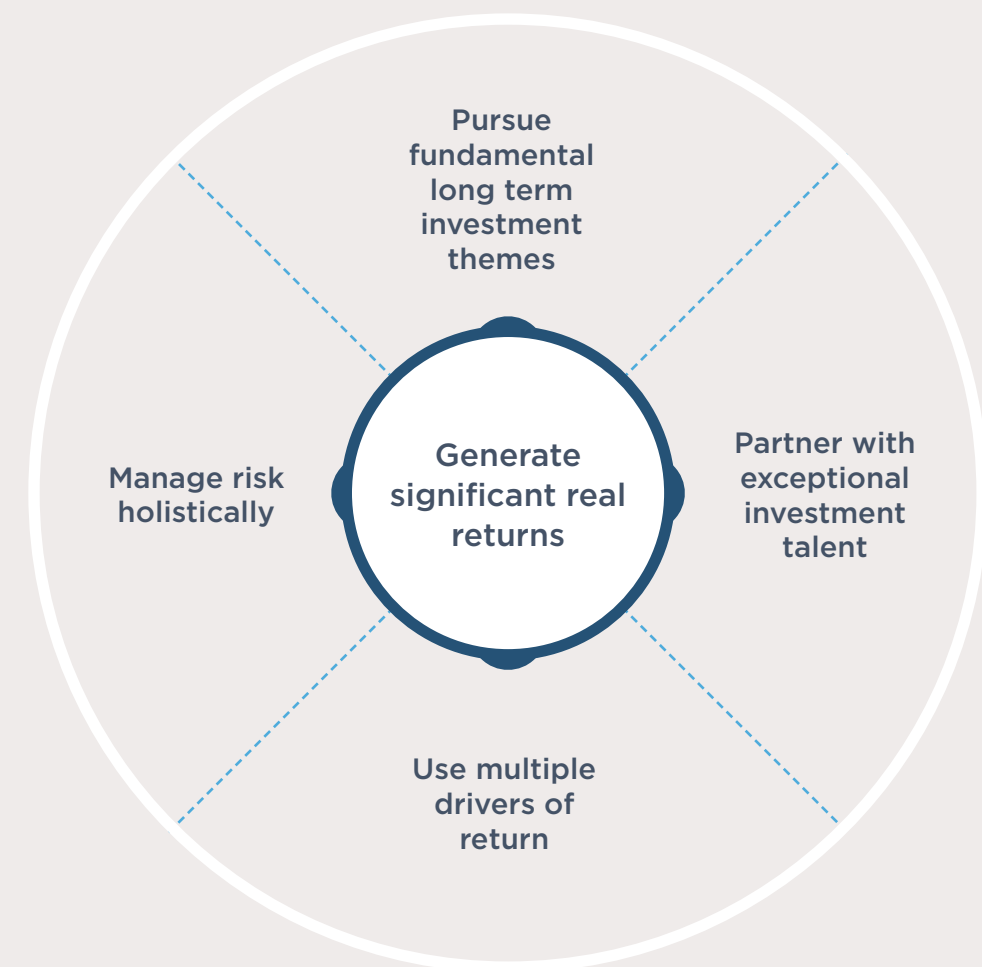 Pursue
fundamental
long term
investment
themes
Manage risk
holistically
Generate
significant real
returns
Partner with
exceptional
investment
talent
Use multiple
drivers of
return